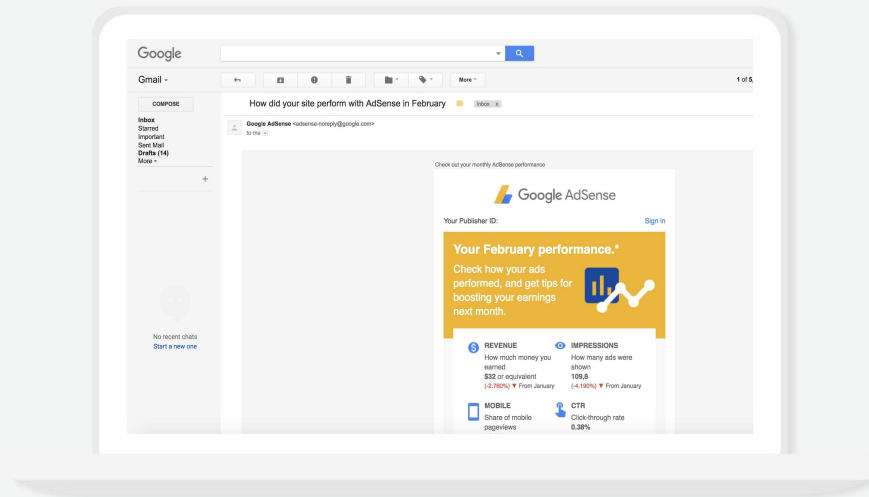 Google
Gmail
More
1 of 5,
COMPOSE
Inbox
Starred
Important
Sent Mail
Drafts (14)
More
+
How did your site perform with AdSense in February
Inbox x
Google AdSense <adsense-noreply@google.com>
to me
Check out your monthly AdSense performance
Google AdSense
Your Publisher ID:
Sign in
Your February performance.*
Check how your ads
performed, and get tips for
boosting your earnings
next month.
REVENUE
How much money you
earned
$32 or equivalent
(-2.760%) ▼ From January
IMPRESSIONS
How many ads were
shown
109,8
(-4.190%) ▼ From January
MOBILE
Share of mobile
pageviews
CTR
Click-through rate
0.38%
No recent chats
Start a new one